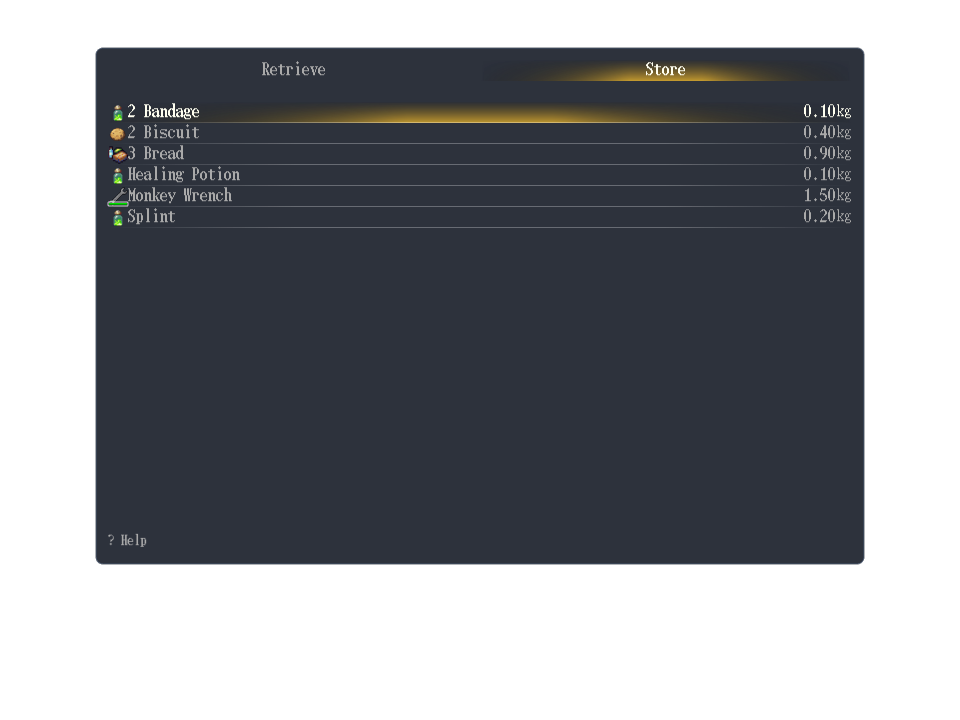 Retrieve Store
2 Bandage 0.10kg
2 Biscuit 0.40kg
3 Bread 0.90kg
Healing Potion 0.10kg
Monkey Wrench 1.50kg
Splint 0.20kg
? Help